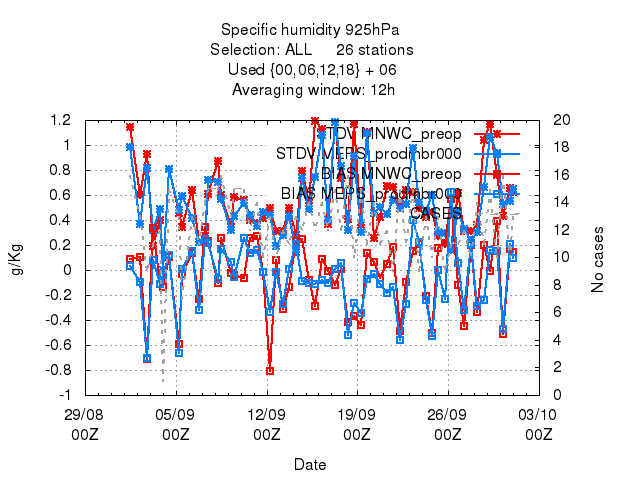 Specific humidity 925hPa
Selection: ALL 26 stations
Used {00,06,12,18} + 06
Averaging window: 12h
STDV MNWC_preop
STDV MEPS_prodmbr000
BIAS MNWC_preop
BIAS MEPS_prodmbr000
CASES
1.2
1
0.8
0.6
0.4
0.2
0
-0.2
-0.4
-0.6
-0.8
-1
g/Kg
20
18
16
14
12
10
8
6
4
2
0
No cases
29/08 05/09 12/09 19/09 26/09 03/10
00Z 00Z 00Z 00Z 00Z 00Z
Date